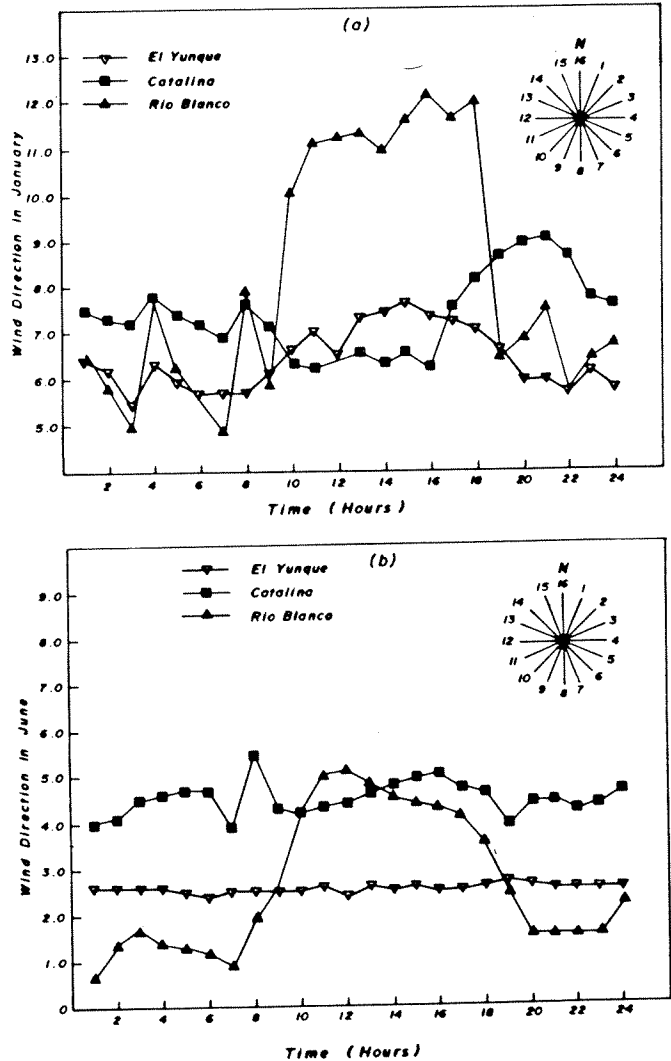 (a)
El Yunque
Catalina
Rio Blanco
N
16
15 1
14 2
13 3
12 4
11 5
10 6
9 8 7
Wind Direction in January
13.0
12.0
11.0
9.0
8.0
7.0
6.0
5.0
2 4 6 8 10 12 14 16 18 20 22 24
Time (Hours)
(b)
El Yunque
Catalina
Rio Blanco
N
16
15 1
14 2
13 3
12 4
11 5
10 6
9 8 7
Wind Direction in June
9.0
8.0
7.0
6.0
5.0
4.0
3.0
2.0
1.0
0
2 4 6 8 10 12 14 16 18 20 22 24
Time (Hours)